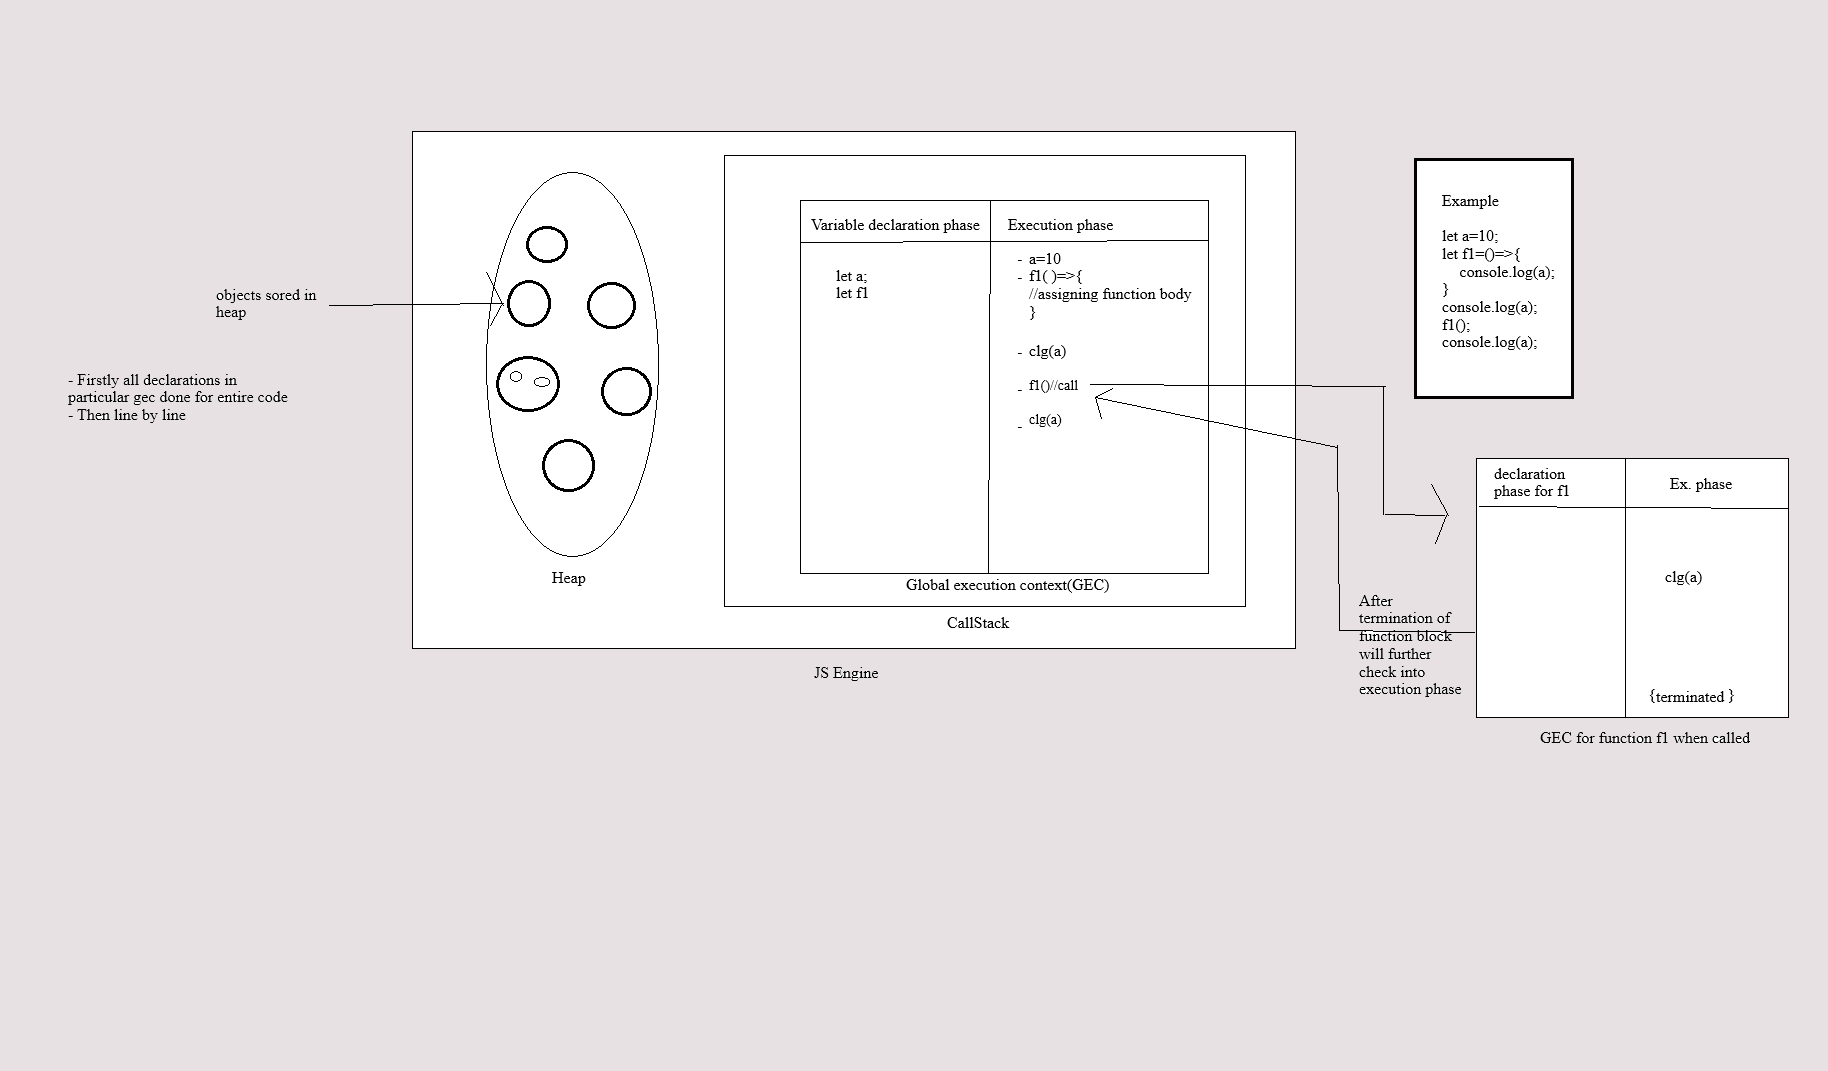 objects sored in
heap
- Firstly all declarations in
particular gec done for entire code
- Then line by line
Heap
Variable declaration phase
let a;
let f1
Execution phase
- a=10
- f1( )=>{
//assigning function body
}
- clg(a)
- f1()//call
- clg(a)
Global execution context(GEC)
CallStack
JS Engine
Example
let a=10;
let f1=()=>{
console.log(a);
}
console.log(a);
f1();
console.log(a);
declaration
phase for f1
Ex. phase
clg(a)
{terminated }
GEC for function f1 when called
After
termination of
function block
will further
check into
execution phase